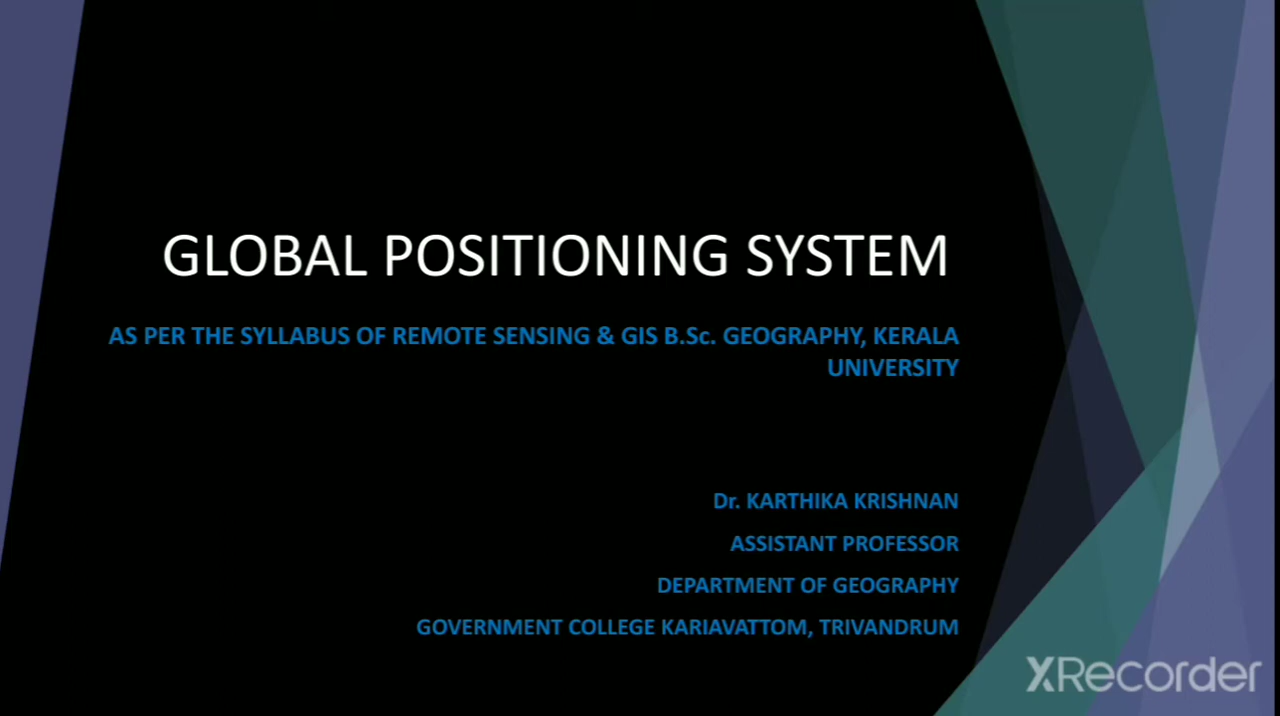 GLOBAL POSITIONING SYSTEM
AS PER THE SYLLABUS OF REMOTE SENSING & GIS B.Sc. GEOGRAPHY, KERALA
UNIVERSITY
Dr. KARTHIKA KRISHNAN
ASSISTANT PROFESSOR
DEPARTMENT OF GEOGRAPHY
GOVERNMENT COLLEGE KARIAVATTOM, TRIVANDRUM
XRecorder